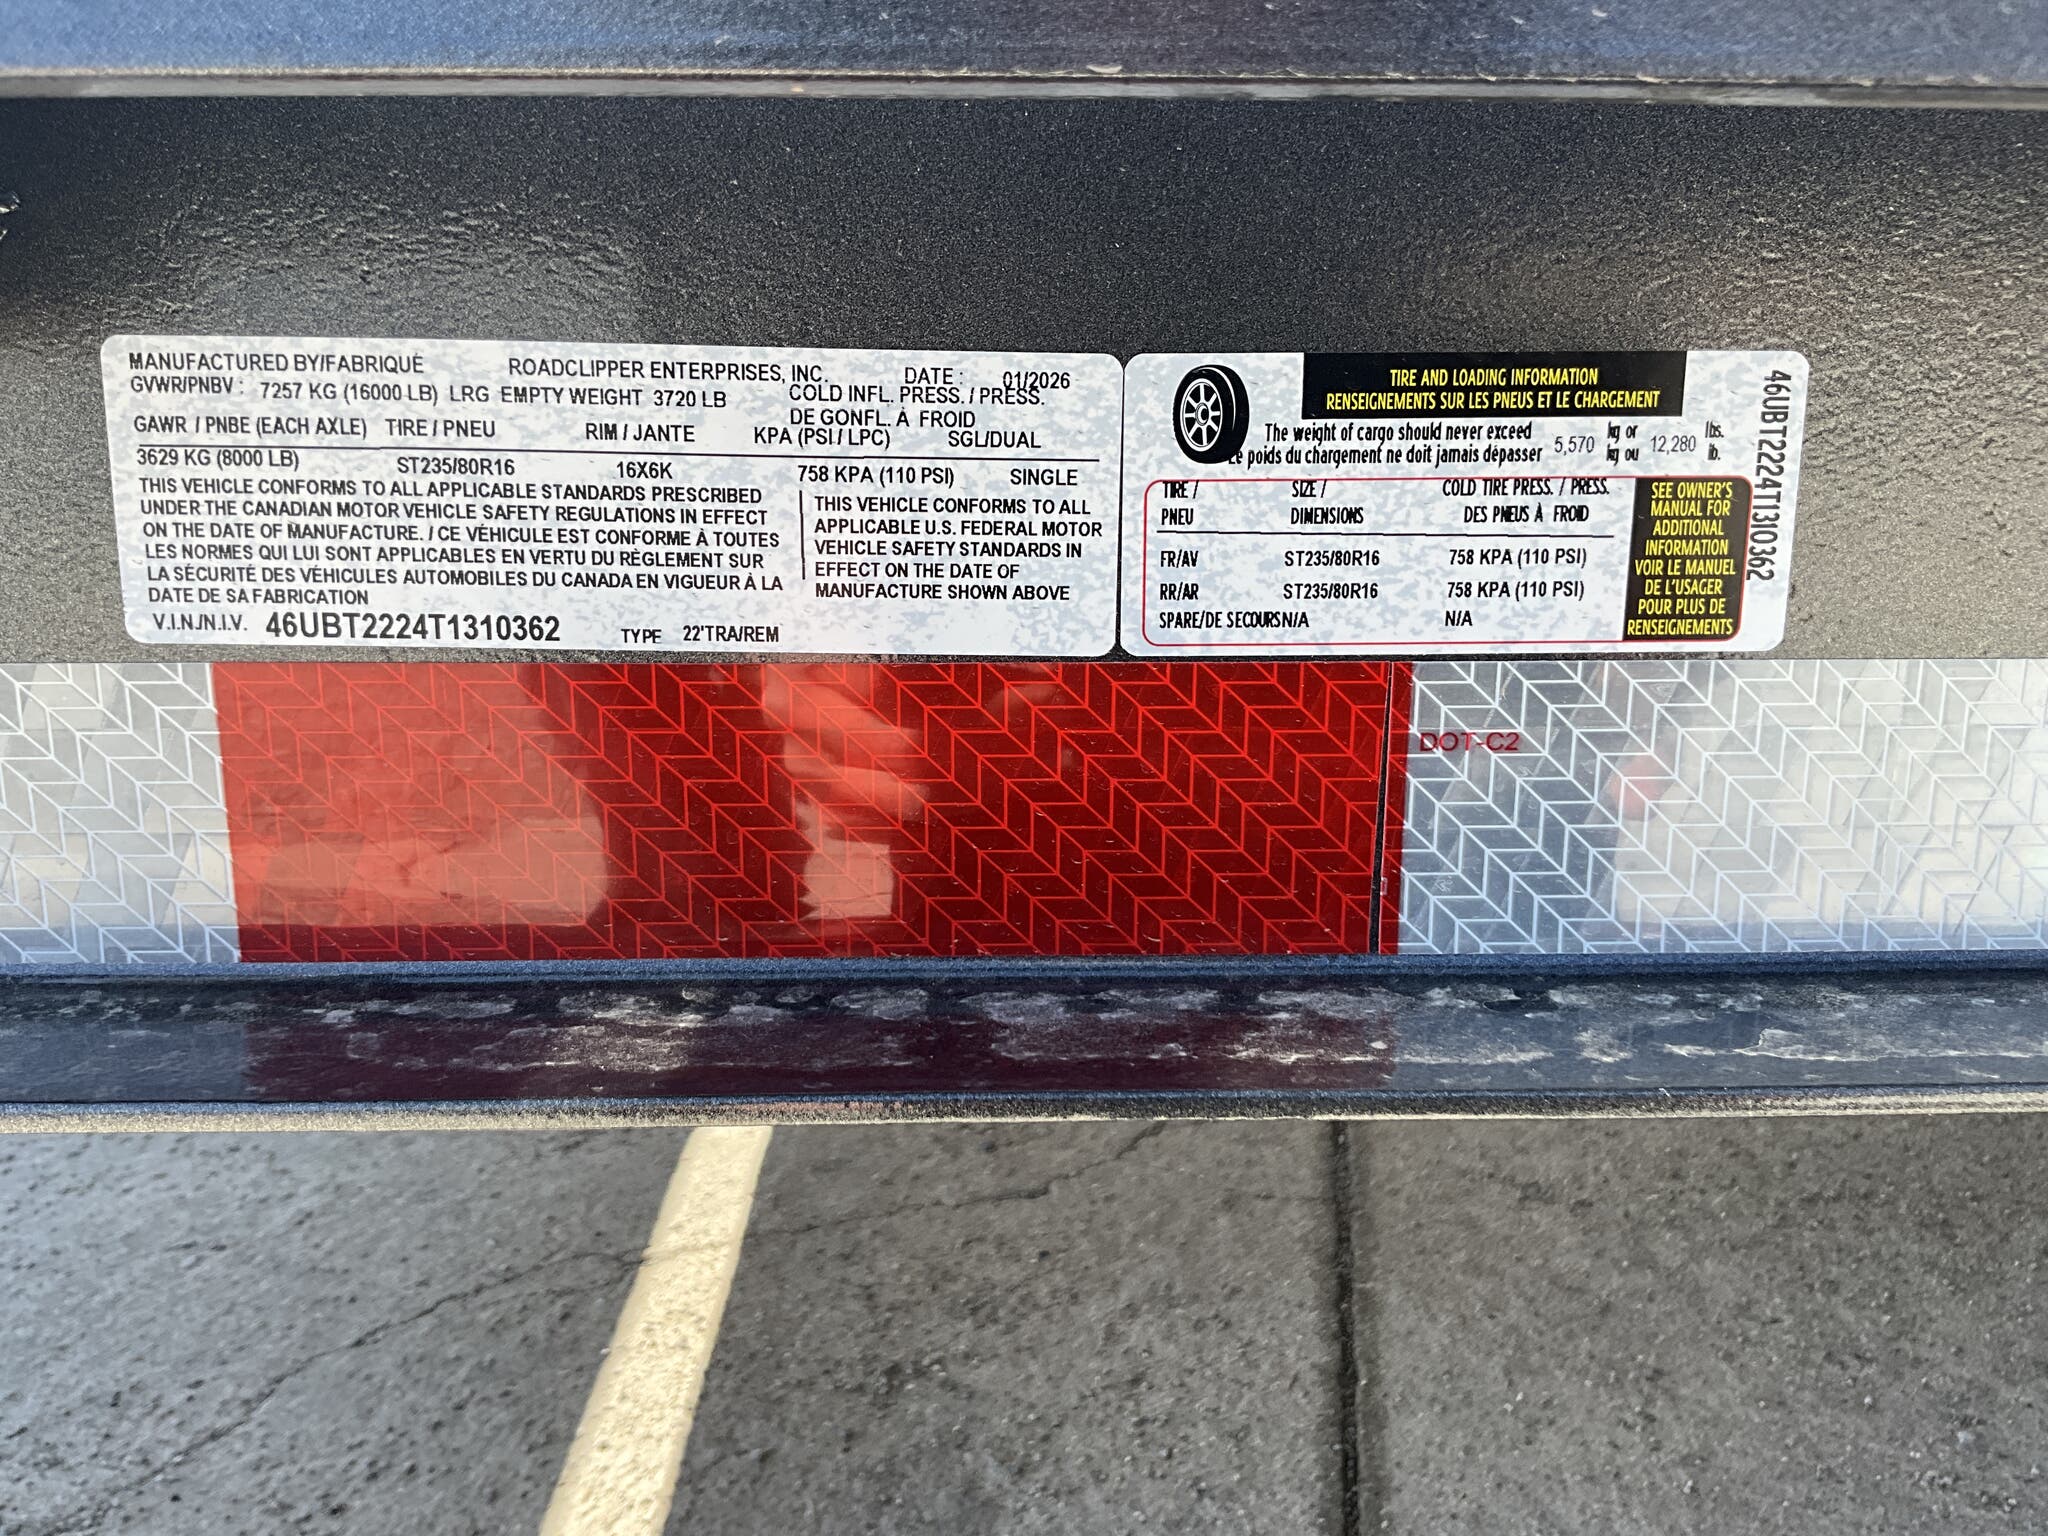 MANUFACTURED BY/FABRIQUÉ ROADCLIPPER ENTERPRISES, INC. DATE : 01/2026
GVWR/PNBV : 7257 KG (16000 LB) LRG EMPTY WEIGHT 3720 LB COLD INFL. PRESS. / PRESS.
DE GONFL. À FROID
GAWR / PNBE (EACH AXLE) TIRE / PNEU RIM / JANTE KPA (PSI / LPC) SGL/DUAL
3629 KG (8000 LB) ST235/80R16 16X6K 758 KPA (110 PSI) SINGLE
THIS VEHICLE CONFORMS TO ALL APPLICABLE STANDARDS PRESCRIBED
UNDER THE CANADIAN MOTOR VEHICLE SAFETY REGULATIONS IN EFFECT
ON THE DATE OF MANUFACTURE. / CE VÉHICULE EST CONFORME À TOUTES
LES NORMES QUI LUI SONT APPLICABLES EN VERTU DU RÈGLEMENT SUR
LA SÉCURITÉ DES VÉHICULES AUTOMOBILES DU CANADA EN VIGUEUR À LA
DATE DE SA FABRICATION
THIS VEHICLE CONFORMS TO ALL
APPLICABLE U.S. FEDERAL MOTOR
VEHICLE SAFETY STANDARDS IN
EFFECT ON THE DATE OF
MANUFACTURE SHOWN ABOVE
V.I.N./N.I.V. 46UBT2224T1310362 TYPE 22'TRA/REM
TIRE AND LOADING INFORMATION
RENSEIGNEMENTS SUR LES PNEUS ET LE CHARGEMENT
The weight of cargo should never exceed 5,570 kg or 12,280 lbs.
Le poids du chargement ne doit jamais dépasser kg ou lb.
TIRE / SIZE / COLD TIRE PRESS. / PRESS.
PNEU DIMENSIONS DES PNEUS À FROID
FR/AV ST235/80R16 758 KPA (110 PSI)
RR/AR ST235/80R16 758 KPA (110 PSI)
SPARE/DE SECOURS N/A N/A
SEE OWNER'S
MANUAL FOR
ADDITIONAL
INFORMATION
VOIR LE MANUEL
DE L'USAGER
POUR PLUS DE
RENSEIGNEMENTS
46UBT2224T1310362
DOT-C2